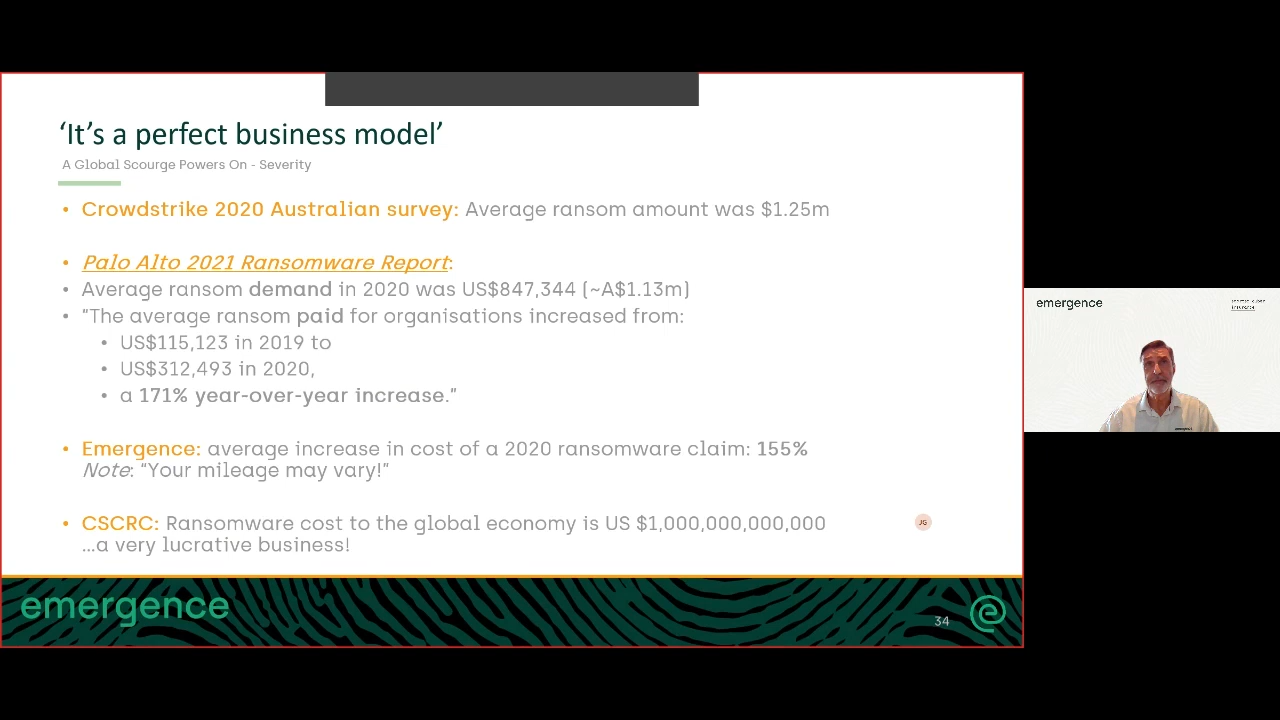 ‘It’s a perfect business model’
A Global Scourge Powers On - Severity
• Crowdstrike 2020 Australian survey: Average ransom amount was $1.25m
• Palo Alto 2021 Ransomware Report:
• Average ransom demand in 2020 was US$847,344 (~A$1.13m)
• “The average ransom paid for organisations increased from:
• US$115,123 in 2019 to
• US$312,493 in 2020,
• a 171% year-over-year increase.”
• Emergence: average increase in cost of a 2020 ransomware claim: 155%
Note: “Your mileage may vary!”
• CSCRC: Ransomware cost to the global economy is US $1,000,000,000,000
...a very lucrative business!
JG
emergence
34
emergence